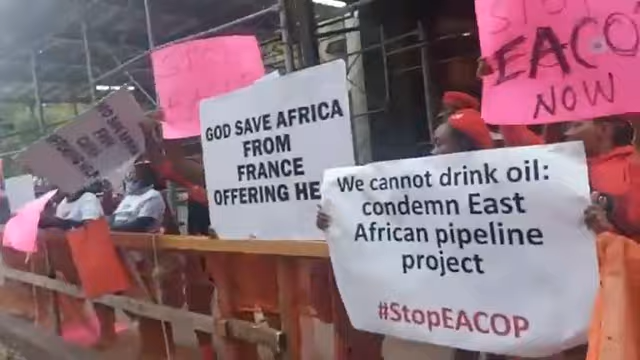 STOP
EACO
NOW
GOD SAVE AFRICA
FROM
FRANCE
OFFERING HE
We cannot drink oil:
condemn East
African pipeline
project
#StopEACOP